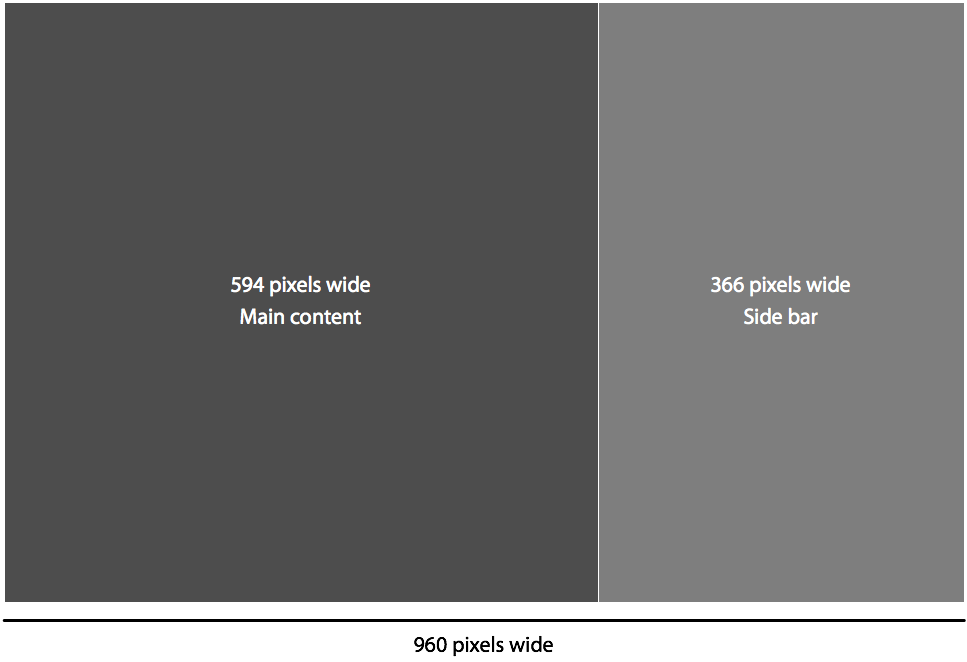 594 pixels wide
Main content
366 pixels wide
Side bar
960 pixels wide